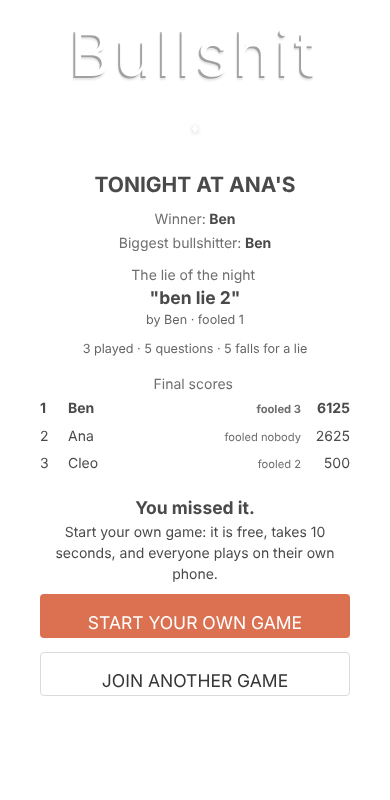 Bullshit
TONIGHT AT ANA'S
Winner: Ben
Biggest bullshitter: Ben
The lie of the night
"ben lie 2"
by Ben · fooled 1
3 played · 5 questions · 5 falls for a lie
Final scores
1 Ben fooled 3 6125
2 Ana fooled nobody 2625
3 Cleo fooled 2 500
You missed it.
Start your own game: it is free, takes 10
seconds, and everyone plays on their own
phone.
START YOUR OWN GAME
JOIN ANOTHER GAME